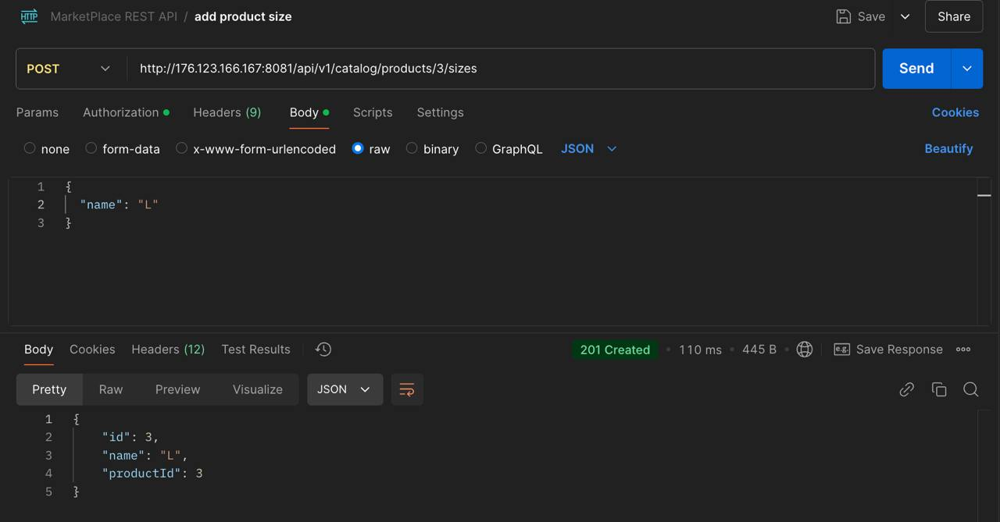 HTTP MarketPlace REST API / add product size Save Share
POST http://176.123.166.167:8081/api/v1/catalog/products/3/sizes Send
Params Authorization Headers (9) Body Scripts Settings Cookies
none form-data x-www-form-urlencoded raw binary GraphQL JSON Beautify
1 {
2 "name": "L"
3 }
Body Cookies Headers (12) Test Results 201 Created • 110 ms • 445 B • e.g. Save Response
Pretty Raw Preview Visualize JSON
1 {
2 "id": 3,
3 "name": "L",
4 "productId": 3
5 }